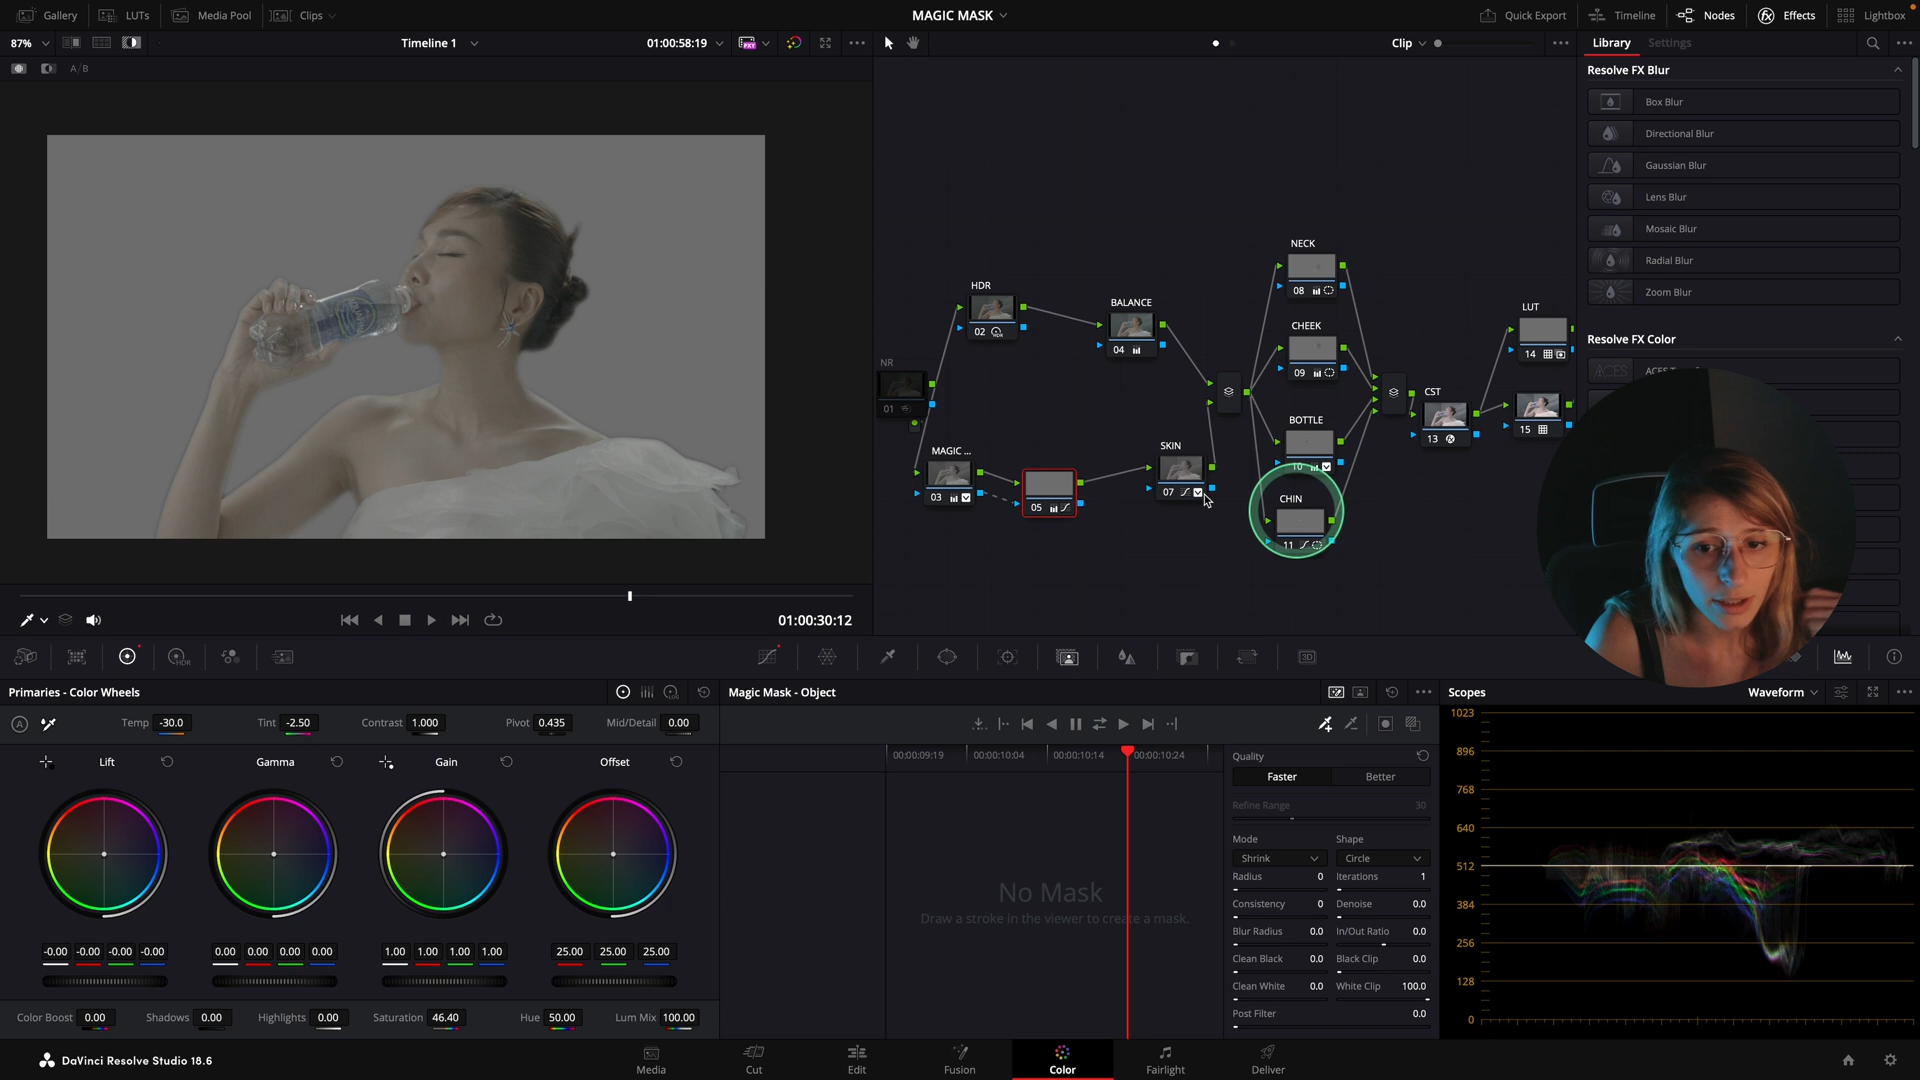 Gallery LUTs Media Pool Clips MAGIC MASK Quick Export Timeline Nodes Effects Lightbox
87% Timeline 1 01:00:58:19 Clip Library Settings
A/B
Resolve FX Blur
Box Blur
Directional Blur
Gaussian Blur
Lens Blur
Mosaic Blur
Radial Blur
Zoom Blur
Resolve FX Color
NECK
08
HDR
02
BALANCE
04
CHEEK
09
LUT
14
NR
01
CST
13
15
BOTTLE
10
MAGIC ...
03
05
SKIN
07
CHIN
11
01:00:30:12
Primaries - Color Wheels Magic Mask - Object Scopes Waveform
Temp -30.0 Tint -2.50 Contrast 1.000 Pivot 0.435 Mid/Detail 0.00
Lift Gamma Gain Offset
-0.00 -0.00 -0.00 -0.00 0.00 0.00 0.00 0.00 1.00 1.00 1.00 1.00 25.00 25.00 25.00
Color Boost 0.00 Shadows 0.00 Highlights 0.00 Saturation 46.40 Hue 50.00 Lum Mix 100.00
00:00:09:19 00:00:10:04 00:00:10:14 00:00:10:24
No Mask
Draw a stroke in the viewer to create a mask.
Quality
Faster Better
Refine Range 30
Mode Shape
Shrink Circle
Radius 0 Iterations 1
Consistency 0 Denoise 0.0
Blur Radius 0.0 In/Out Ratio 0.0
Clean Black 0.0 Black Clip 0.0
Clean White 0.0 White Clip 100.0
Post Filter 0.0
1023
896
768
640
512
384
256
128
0
DaVinci Resolve Studio 18.6
Media Cut Edit Fusion Color Fairlight Deliver